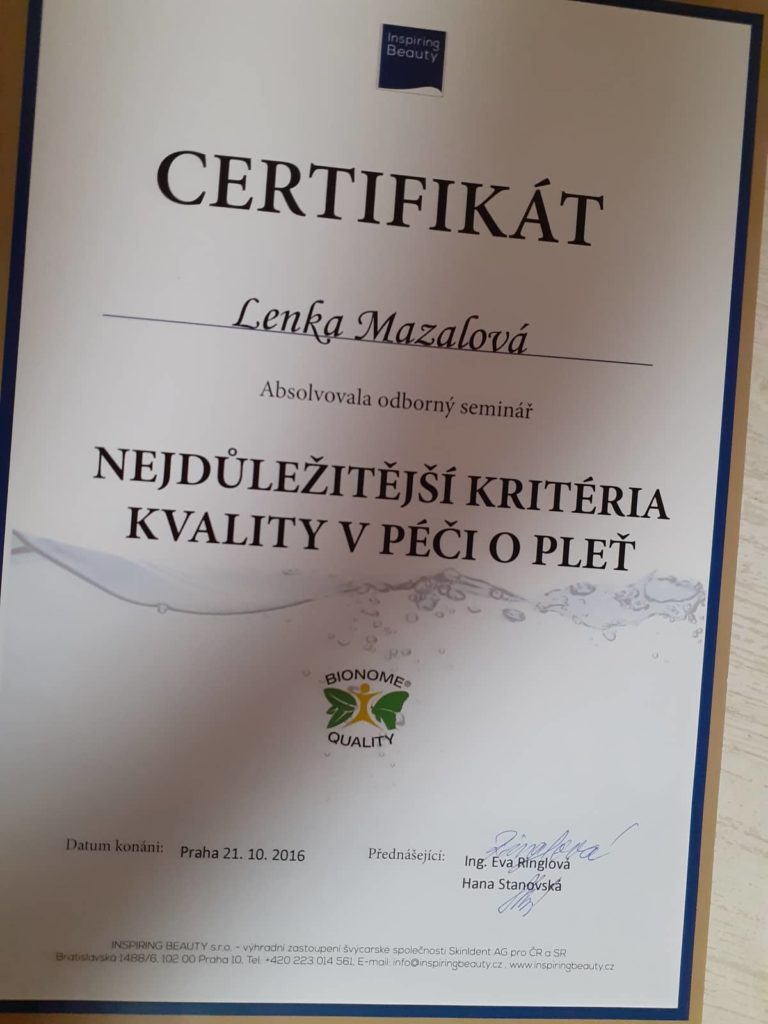 Inspiring
Beauty
CERTIFIKÁT
Lenka Mazalová
Absolvovala odborný seminář
NEJDŮLEŽITĚJŠÍ KRITÉRIA
KVALITY V PÉČI O PLEŤ
BIONOME®
QUALITY
Datum konání: Praha 21. 10. 2016
Přednášející: Ing. Eva Ringlová
Hana Stanovská
INSPIRING BEAUTY s.r.o. - výhradní zastoupení švýcarské společnosti SkinIdent AG pro ČR a SR
Bratislavská 1488/6, 102 00 Praha 10, Tel: +420 223 014 561, E-mail: info@inspiringbeauty.cz , www.inspiringbeauty.cz